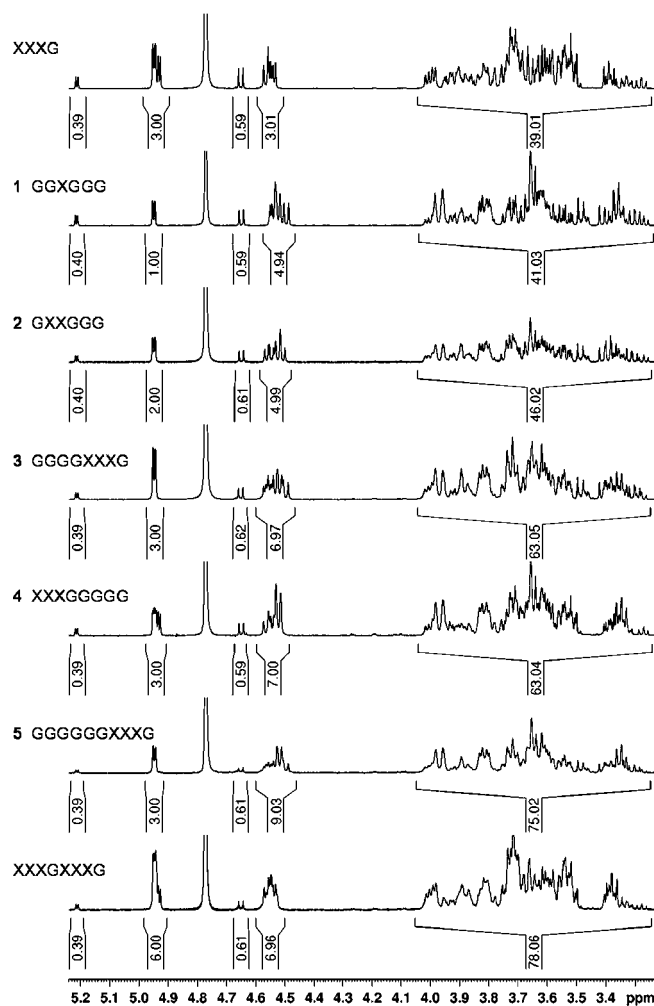 XXXG
0.39 3.00 0.59 3.01 39.01
1 GGXGGG
0.40 1.00 0.59 4.94 41.03
2 GXXGGG
0.40 2.00 0.61 4.99 46.02
3 GGGGXXXG
0.39 3.00 0.62 6.97 63.05
4 XXXGGGGG
0.39 3.00 0.59 7.00 63.04
5 GGGGGGXXXG
0.39 3.00 0.61 9.03 75.02
XXXGXXXG
0.39 6.00 0.61 6.96 78.06
5.2 5.1 5.0 4.9 4.8 4.7 4.6 4.5 4.4 4.3 4.2 4.1 4.0 3.9 3.8 3.7 3.6 3.5 3.4 ppm